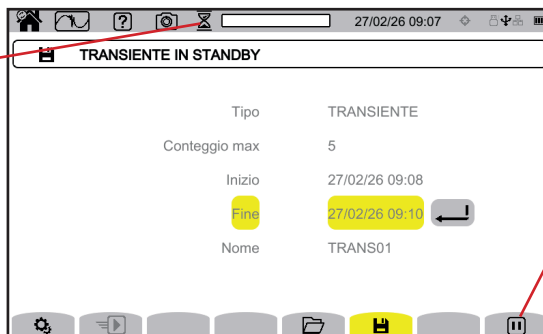 ? 27/02/26 09:07
TRANSIENTE IN STANDBY
Tipo TRANSIENTE
Conteggio max 5
Inizio 27/02/26 09:08
Fine 27/02/26 09:10
Nome TRANS01